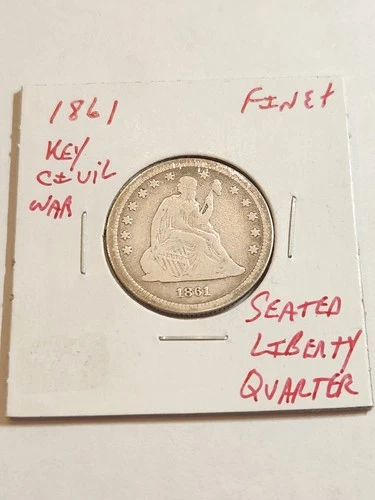 1861
FINE+
KEY
CIVIL
WAR
1861
SEATED
LIBERTY
QUARTER